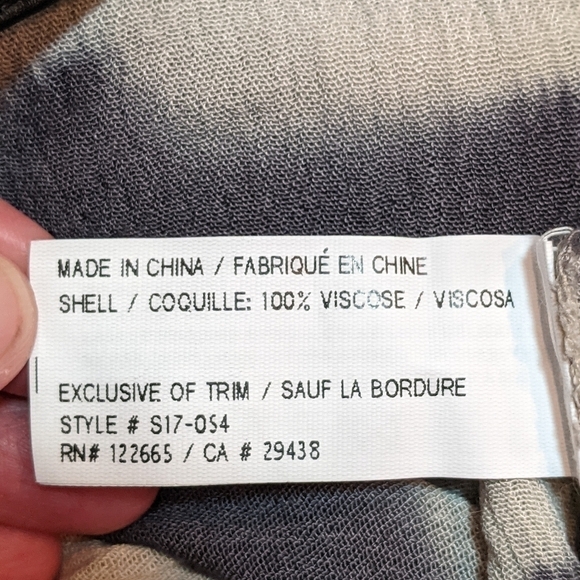 MADE IN CHINA / FABRIQUÉ EN CHINE
SHELL / COQUILLE: 100% VISCOSE / VISCOSA
EXCLUSIVE OF TRIM / SAUF LA BORDURE
STYLE # S17-054
RN# 122665 / CA # 29438